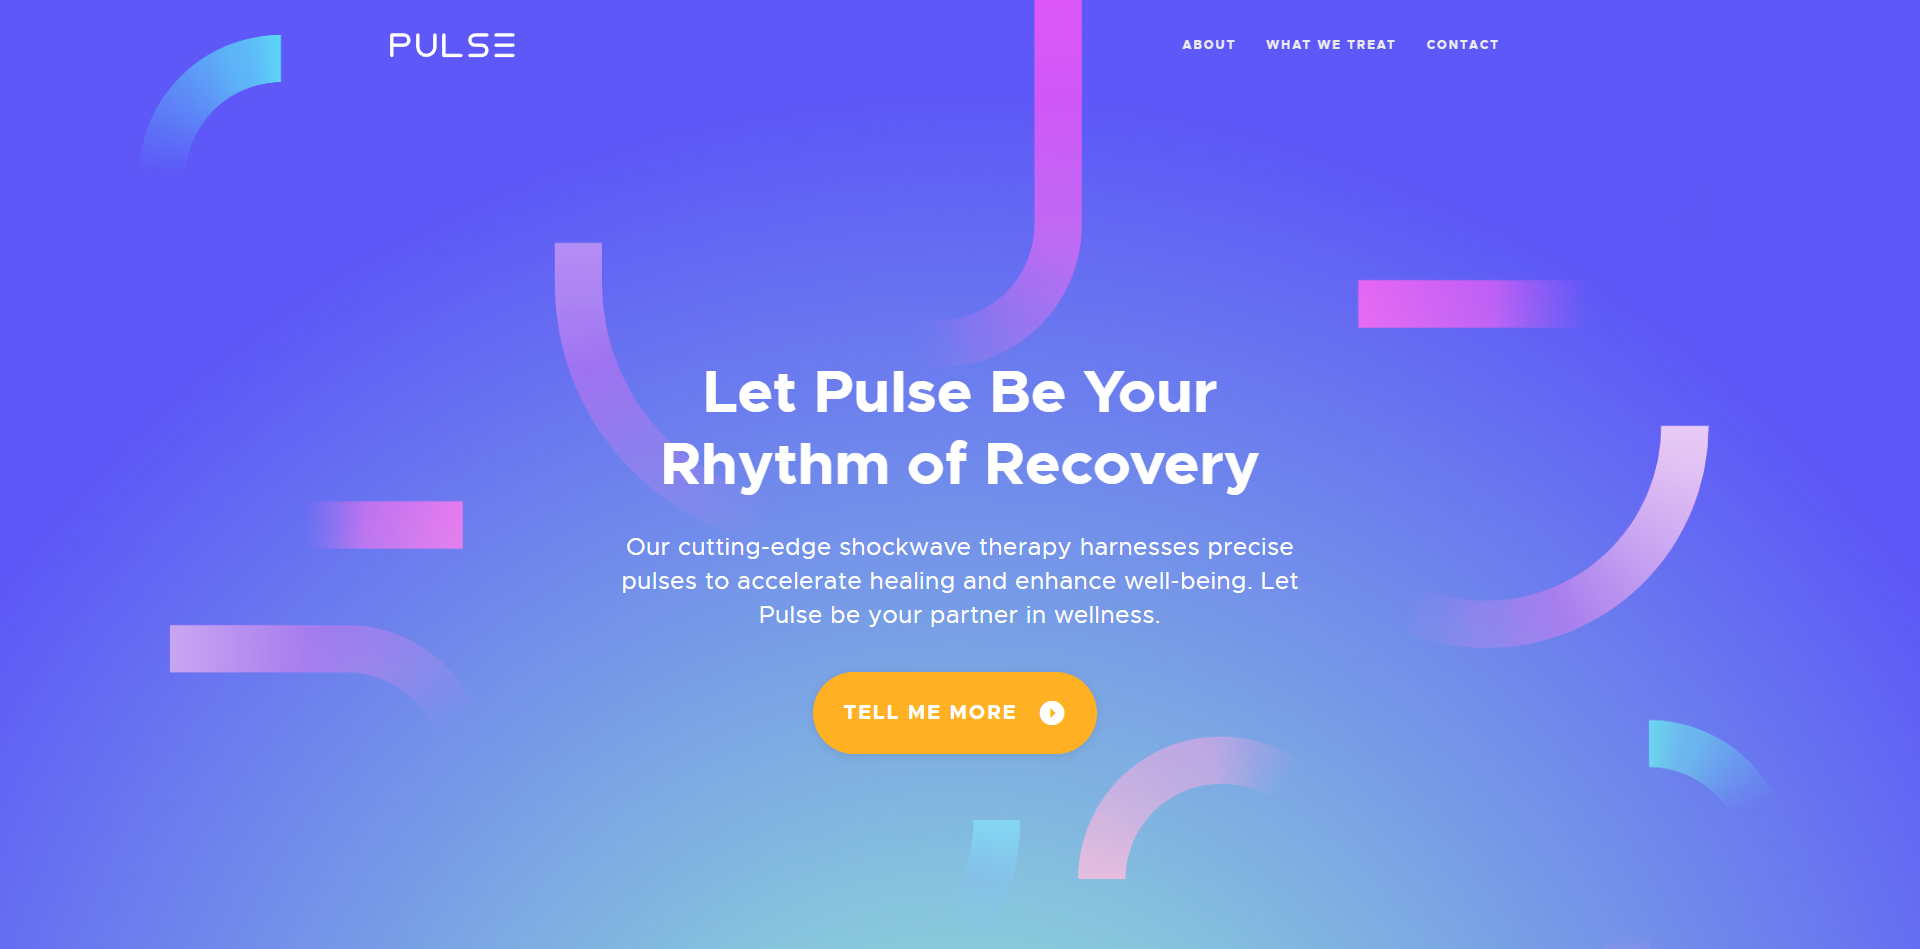 PULSE
ABOUT WHAT WE TREAT CONTACT
Let Pulse Be Your
Rhythm of Recovery
Our cutting-edge shockwave therapy harnesses precise
pulses to accelerate healing and enhance well-being. Let
Pulse be your partner in wellness.
TELL ME MORE